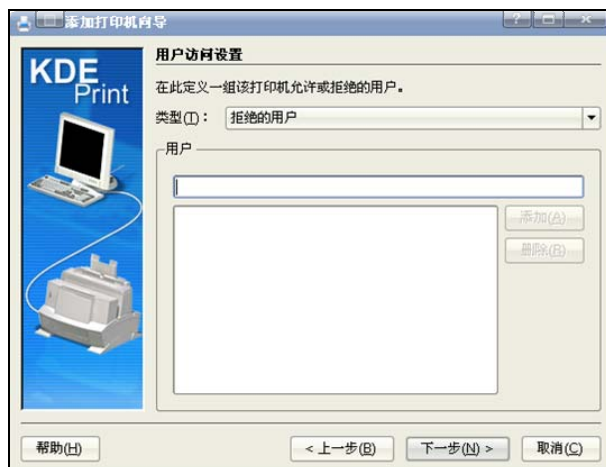 添加打印机向导
KDE
Print
用户访问设置
在此定义一组该打印机允许或拒绝的用户。
类型(T)： 拒绝的用户
用户
添加(A)
删除(R)
帮助(H) < 上一步(B) 下一步(N) > 取消(C)